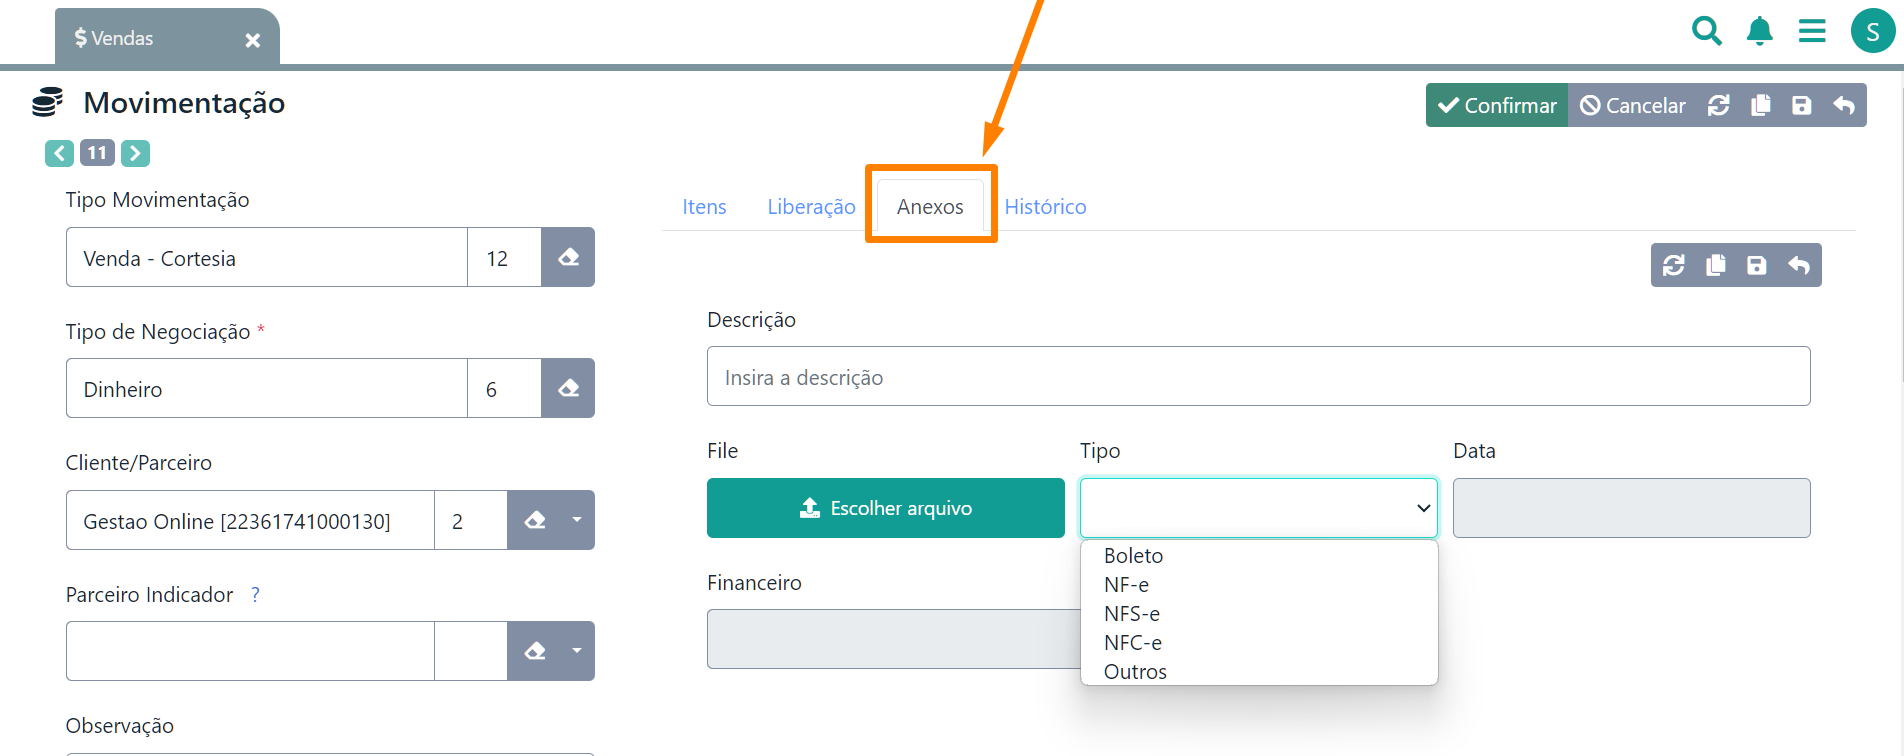 $ Vendas
S
Movimentação
Confirmar
Cancelar
11
Tipo Movimentação
Venda - Cortesia
12
Tipo de Negociação *
Dinheiro
6
Cliente/Parceiro
Gestao Online [22361741000130]
2
Parceiro Indicador ?
Observação
Itens
Liberação
Anexos
Histórico
Descrição
Insira a descrição
File
Tipo
Data
Escolher arquivo
Boleto
NF-e
NFS-e
NFC-e
Outros
Financeiro